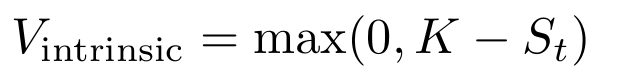 V_intrinsic = max(0, K − S_t)